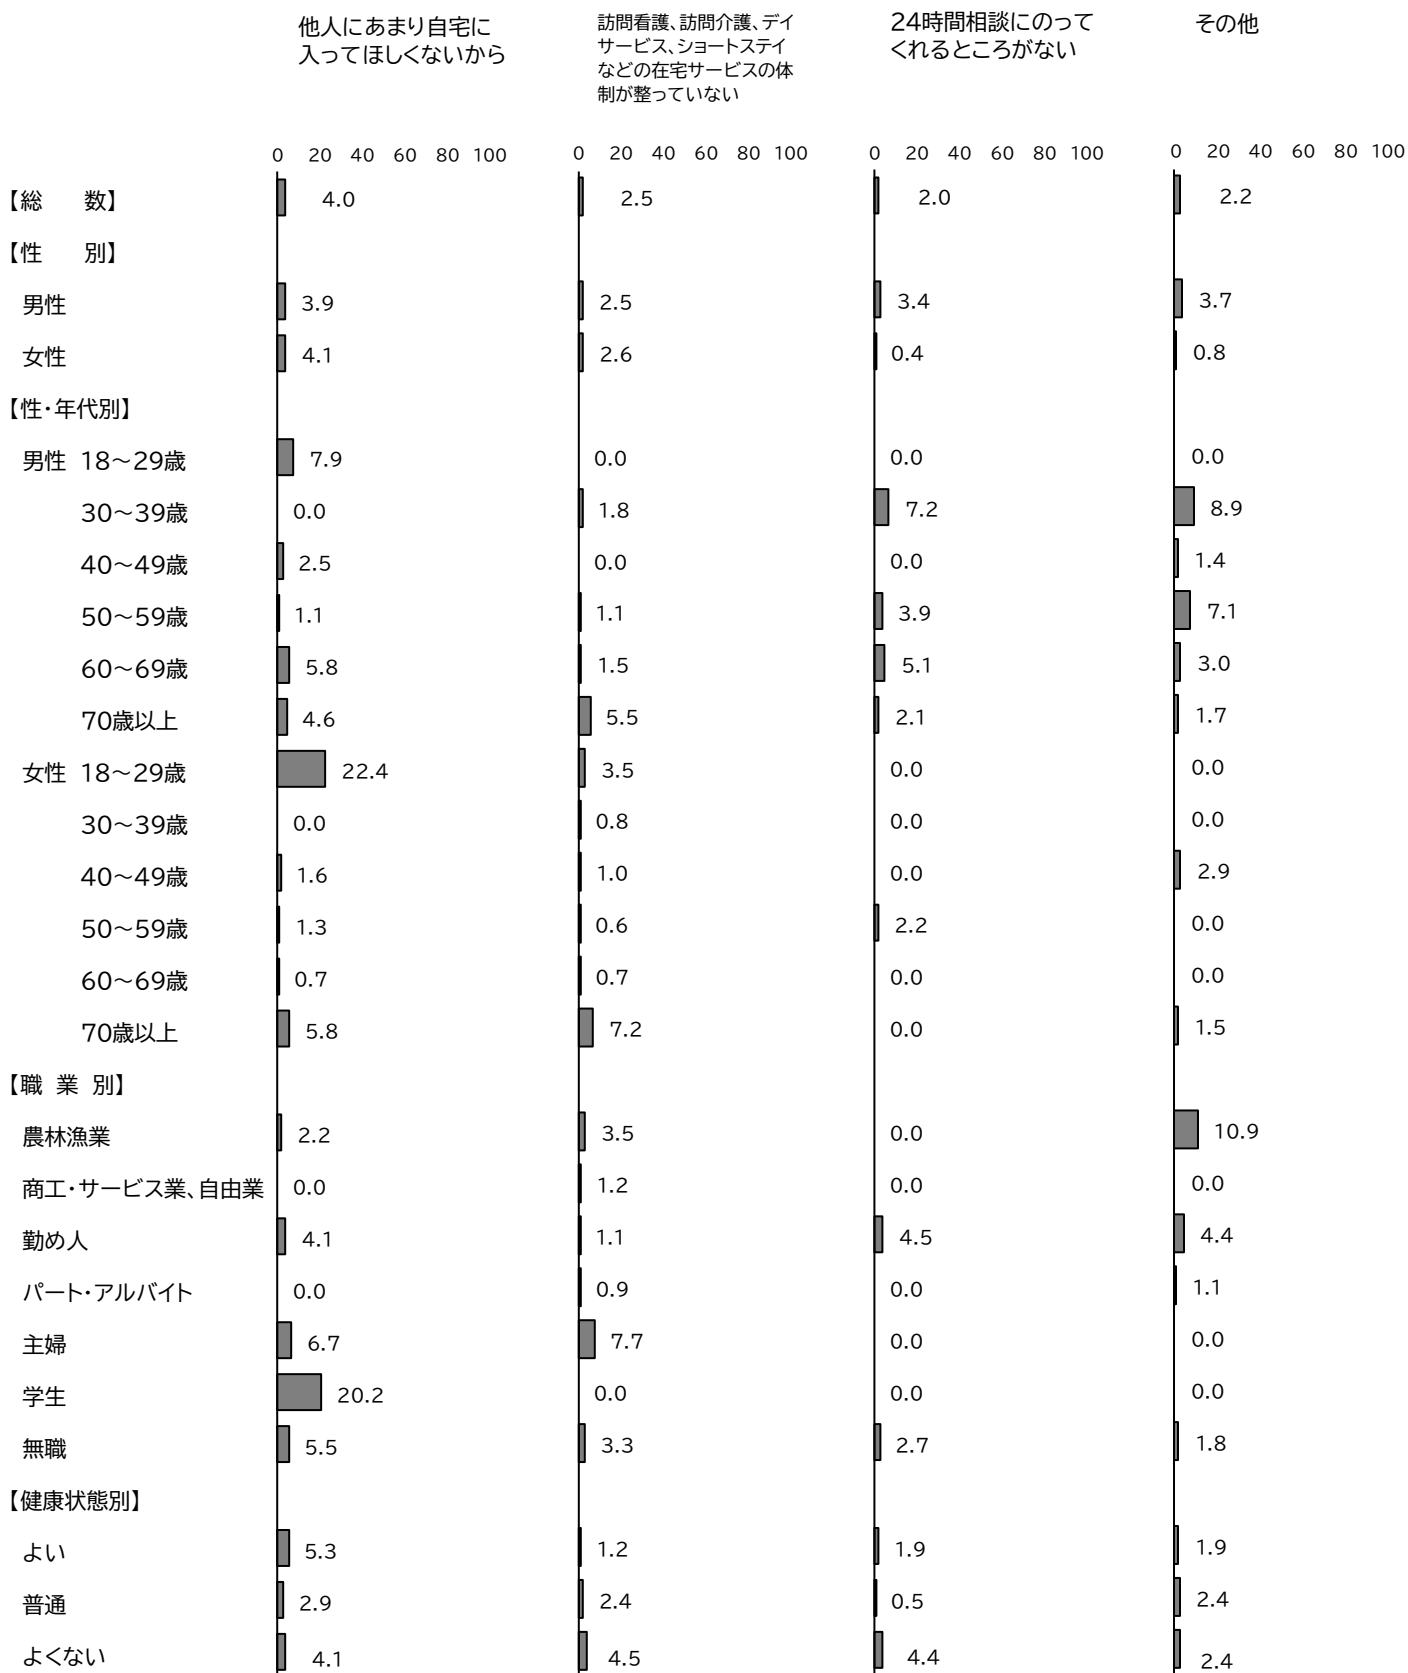 他人にあまり自宅に
入ってほしくないから
訪問看護、訪問介護、デイ
サービス、ショートステイ
などの在宅サービスの体
制が整っていない
24時間相談にのって
くれるところがない
その他
0 20 40 60 80 100 0 20 40 60 80 100 0 20 40 60 80 100 0 20 40 60 80 100
【総　数】 4.0 2.5 2.0 2.2
【性　別】
男性 3.9 2.5 3.4 3.7
女性 4.1 2.6 0.4 0.8
【性・年代別】
男性 18～29歳 7.9 0.0 0.0 0.0
30～39歳 0.0 1.8 7.2 8.9
40～49歳 2.5 0.0 0.0 1.4
50～59歳 1.1 1.1 3.9 7.1
60～69歳 5.8 1.5 5.1 3.0
70歳以上 4.6 5.5 2.1 1.7
女性 18～29歳 22.4 3.5 0.0 0.0
30～39歳 0.0 0.8 0.0 0.0
40～49歳 1.6 1.0 0.0 2.9
50～59歳 1.3 0.6 2.2 0.0
60～69歳 0.7 0.7 0.0 0.0
70歳以上 5.8 7.2 0.0 1.5
【職 業 別】
農林漁業 2.2 3.5 0.0 10.9
商工・サービス業、自由業 0.0 1.2 0.0 0.0
勤め人 4.1 1.1 4.5 4.4
パート・アルバイト 0.0 0.9 0.0 1.1
主婦 6.7 7.7 0.0 0.0
学生 20.2 0.0 0.0 0.0
無職 5.5 3.3 2.7 1.8
【健康状態別】
よい 5.3 1.2 1.9 1.9
普通 2.9 2.4 0.5 2.4
よくない 4.1 4.5 4.4 2.4